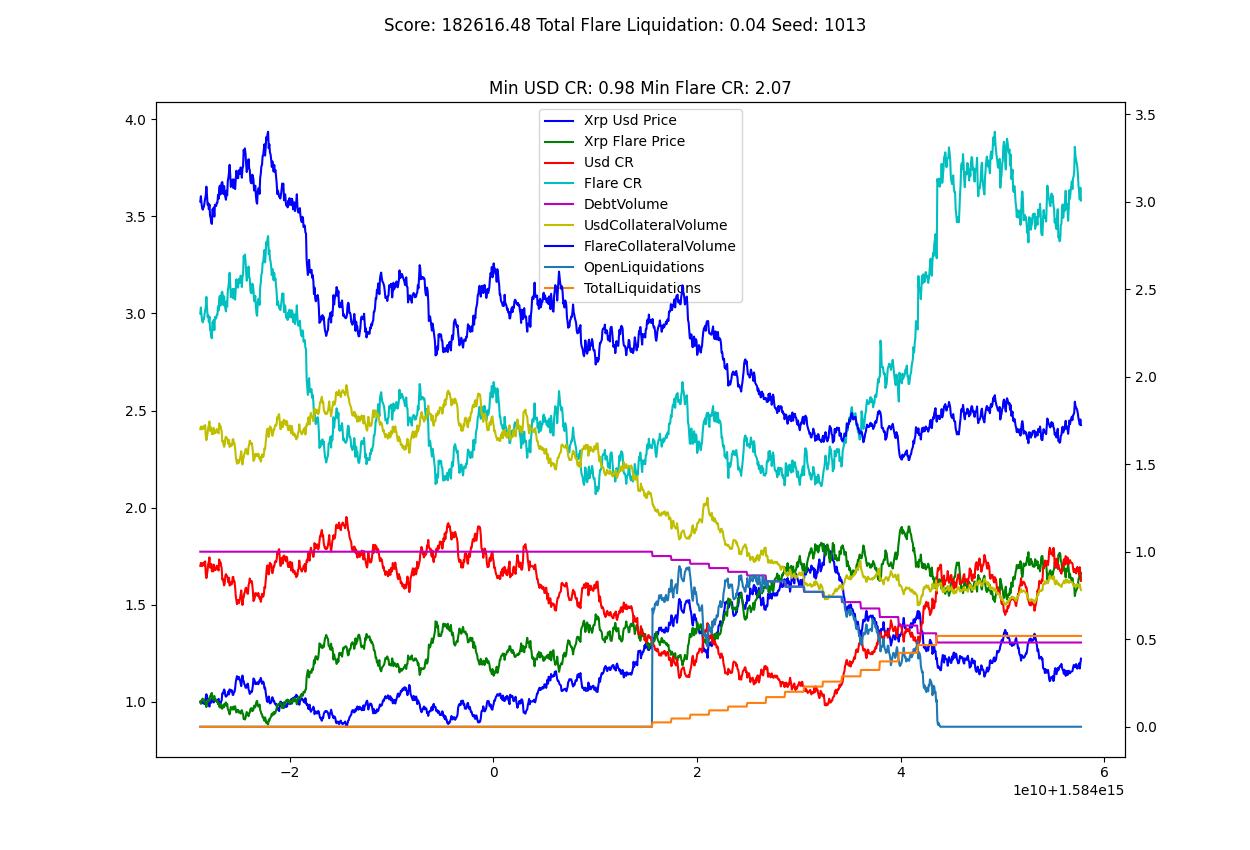 Score: 182616.48 Total Flare Liquidation: 0.04 Seed: 1013
Min USD CR: 0.98 Min Flare CR: 2.07
4.0
3.5
3.0
2.5
2.0
1.5
1.0
Xrp Usd Price
Xrp Flare Price
Usd CR
Flare CR
DebtVolume
UsdCollateralVolume
FlareCollateralVolume
OpenLiquidations
TotalLiquidations
3.5
3.0
2.5
2.0
1.5
1.0
0.5
0.0
−2 0 2 4 6
1e10+1.584e15